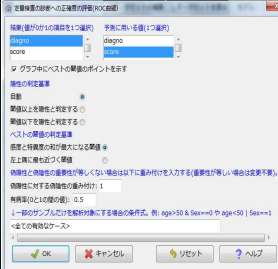 定量検査の診断への正確度の評価(ROC曲線)
結果(値が0か1の項目を1つ選択) 予測に用いる値(1つ選択)
diagno diagno
score score
グラフ中にベストの閾値のポイントを示す
陽性の判定基準
自動
閾値以上を陽性と判定する
閾値以下を陽性と判定する
ベストの閾値の判定基準
感度と特異度の和が最大になる閾値
左上隅に最も近づく閾値
偽陽性と偽陰性の重要性が等しくない場合は以下に重み付けを入力する(重要性が等しい場合は変更不要)。
偽陽性に対する偽陰性の重み付け: 1
有病率(0と1の間の値): 0.5
↓一部のサンプルだけを解析対象にする場合の条件式。例: age>50 & Sex==0 や age<50 | Sex==1
<全ての有効なケース>
OK キャンセル リセット ヘルプ